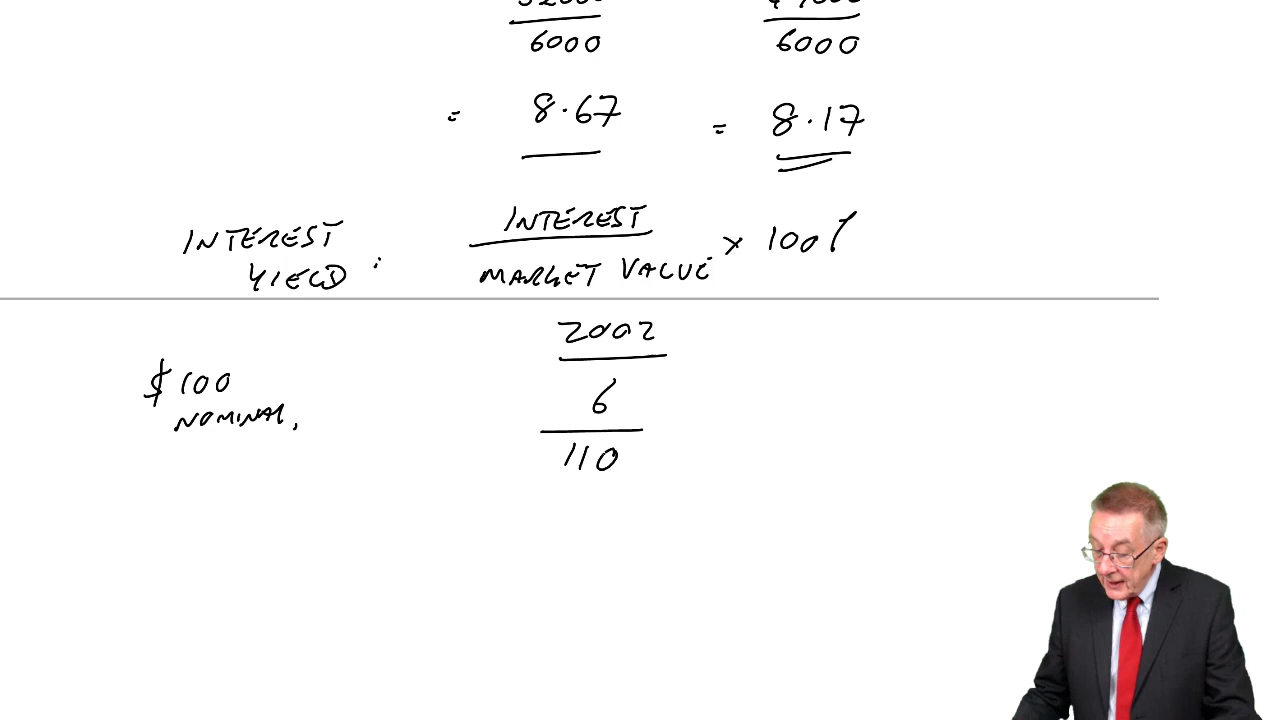 6000 6000
= 8.67 = 8.17
INTEREST YIELD : INTEREST / MARKET VALUE × 100%
2002
$100 NOMINAL, 6
110